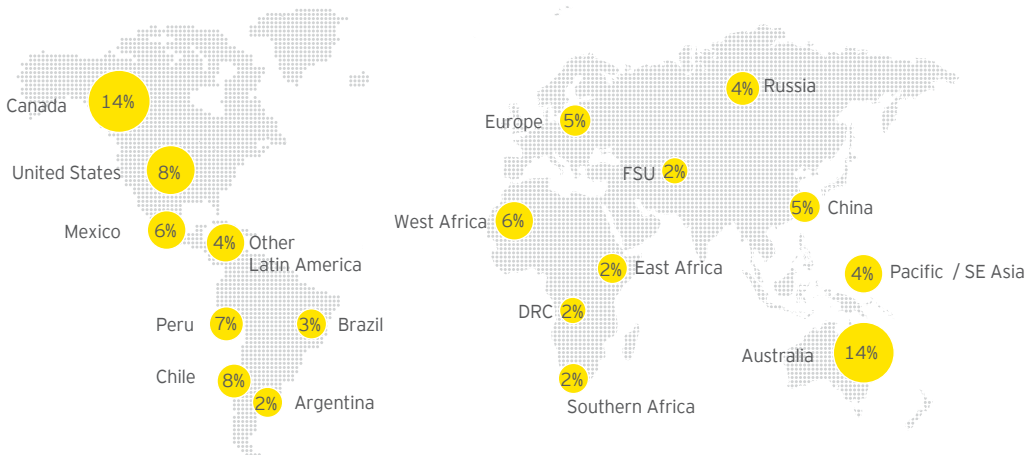 Canada 14%
United States 8%
Mexico 6%
4% Other
Latin America
Peru 7%
3% Brazil
Chile 8%
2% Argentina
4% Russia
Europe 5%
FSU 2%
5% China
West Africa 6%
2% East Africa
4% Pacific / SE Asia
DRC 2%
Australia 14%
2%
Southern Africa